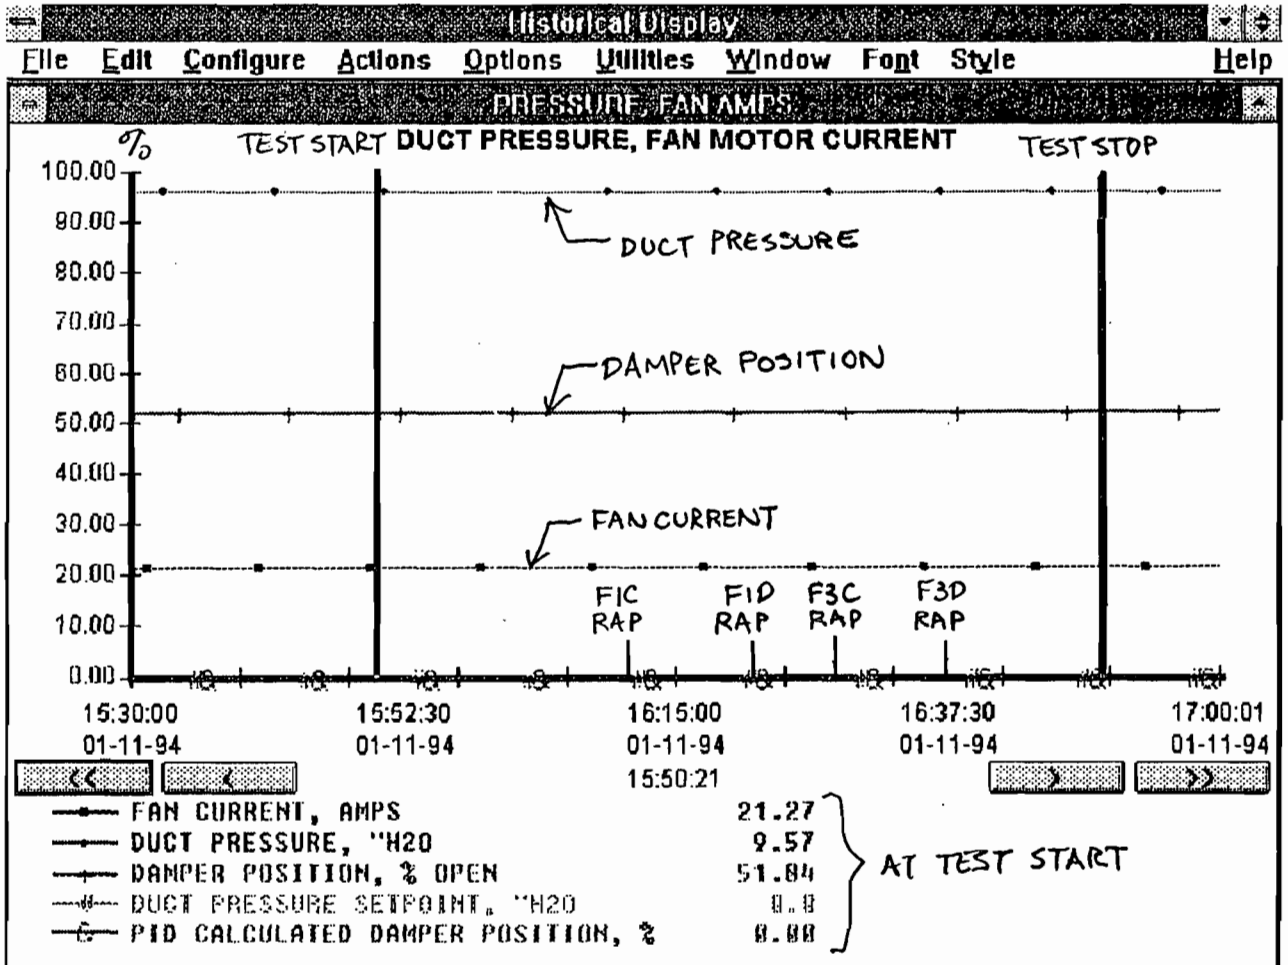 Historical Display
File Edit Configure Actions Options Utilities Window Font Style Help
PRESSURE, FAN AMPS
% TEST START DUCT PRESSURE, FAN MOTOR CURRENT TEST STOP
100.00
90.00
DUCT PRESSURE
80.00
70.00
60.00
DAMPER POSITION
50.00
40.00
30.00
FAN CURRENT
20.00
F1C F1D F3C F3D
RAP RAP RAP RAP
10.00
0.00
15:30:00 15:52:30 16:15:00 16:37:30 17:00:01
01-11-94 01-11-94 01-11-94 01-11-94 01-11-94
<< < 15:50:21 > >>
FAN CURRENT, AMPS 21.27
DUCT PRESSURE, "H2O 9.57
DAMPER POSITION, % OPEN 51.84
AT TEST START
DUCT PRESSURE SETPOINT, "H2O 0.0
PID CALCULATED DAMPER POSITION, % 0.00